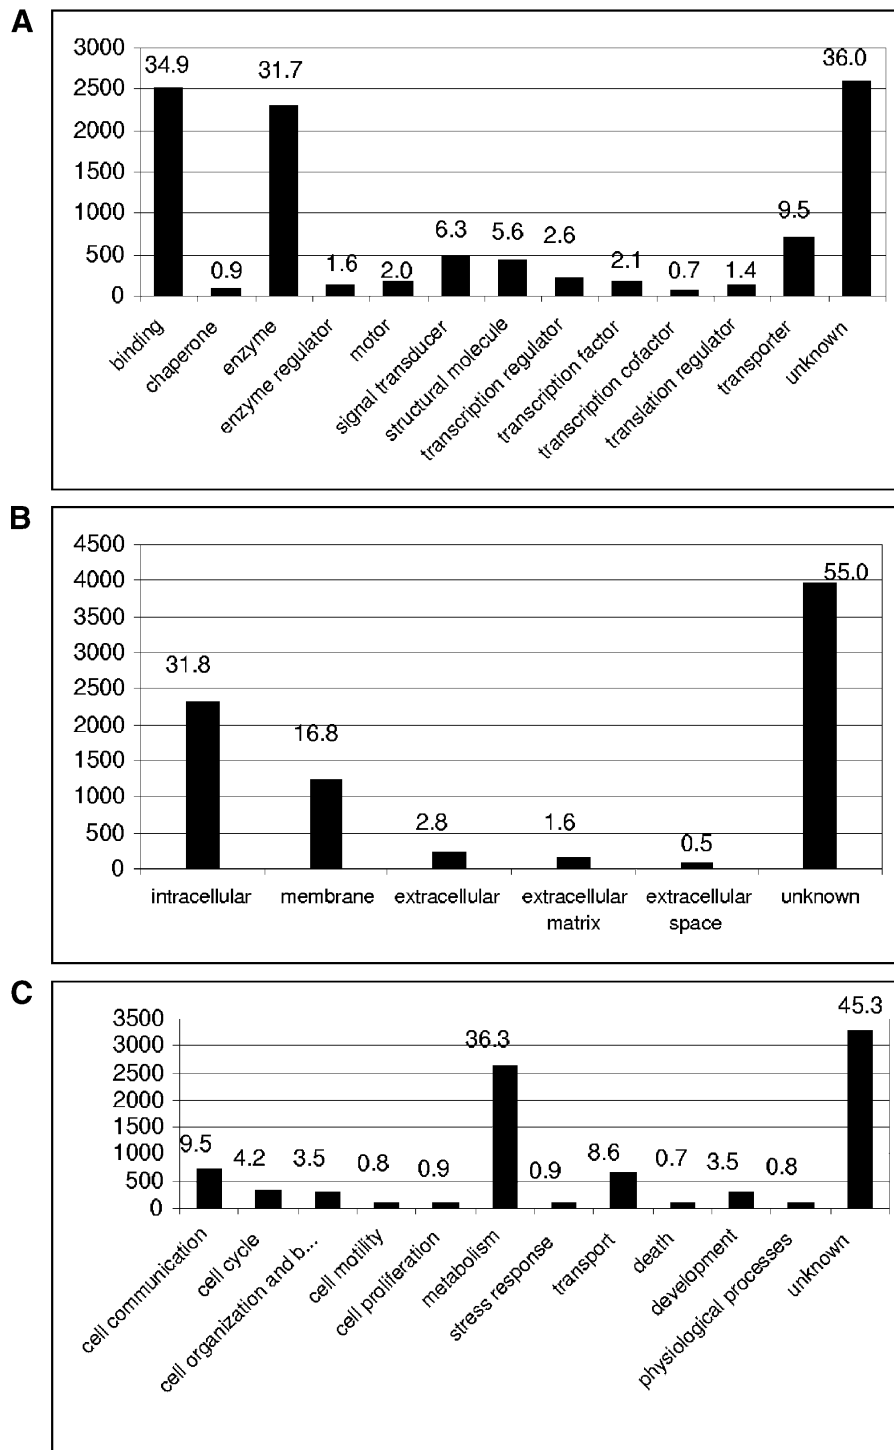 A
3000
2500
2000
1500
1000
500
0
34.9
0.9
31.7
1.6
2.0
6.3
5.6
2.6
2.1
0.7
1.4
9.5
36.0
binding
chaperone
enzyme
enzyme regulator
motor
signal transducer
structural molecule
transcription regulator
transcription factor
transcription cofactor
translation regulator
transporter
unknown
B
4500
4000
3500
3000
2500
2000
1500
1000
500
0
31.8
16.8
2.8
1.6
0.5
55.0
intracellular
membrane
extracellular
extracellular
matrix
extracellular
space
unknown
C
3500
3000
2500
2000
1500
1000
500
0
9.5
4.2
3.5
0.8
0.9
36.3
0.9
8.6
0.7
3.5
0.8
45.3
cell communication
cell cycle
cell organization and b...
cell motility
cell proliferation
metabolism
stress response
transport
death
development
physiological processes
unknown